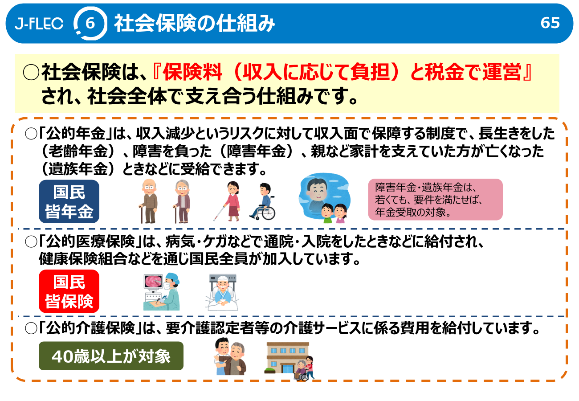 J-FLEC 6 社会保険の仕組み 65
○社会保険は、『保険料（収入に応じて負担）と税金で運営』
され、社会全体で支え合う仕組みです。
○「公的年金」は、収入減少というリスクに対して収入面で保障する制度で、長生きをした
（老齢年金）、障害を負った（障害年金）、親など家計を支えていた方が亡くなった
（遺族年金）ときなどに受給できます。
国民
皆年金
障害年金・遺族年金は、
若くても、要件を満たせば、
年金受取の対象。
○「公的医療保険」は、病気・ケガなどで通院・入院をしたときなどに給付され、
健康保険組合などを通じ国民全員が加入しています。
国民
皆保険
○「公的介護保険」は、要介護認定者等の介護サービスに係る費用を給付しています。
40歳以上が対象